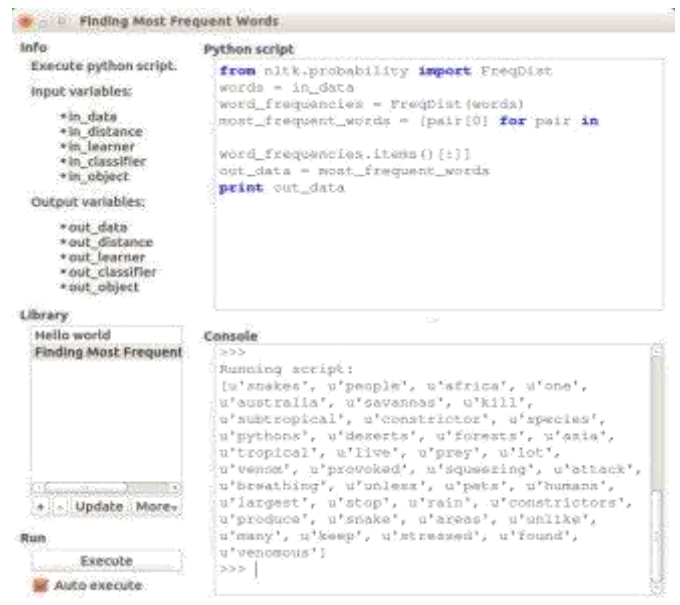 Finding Most Frequent Words
Info
Execute python script.
Input variables:
•in_data
•in_distance
•in_learner
•in_classifier
•in_object
Output variables:
•out_data
•out_distance
•out_learner
•out_classifier
•out_object
Library
Hello world
Finding Most Frequent
+ - Update More
Run
Execute
Auto execute
Python script
from nltk.probability import FreqDist
words = in_data
word_frequencies = FreqDist(words)
most_frequent_words = [pair[0] for pair in
word_frequencies.items()[:]]
out_data = most_frequent_words
print out_data
Console
>>>
Running script:
[u'snakes', u'people', u'africa', u'one',
u'australia', u'savannas', u'kill',
u'subtropical', u'constrictor', u'species',
u'pythons', u'deserts', u'forests', u'asia',
u'tropical', u'live', u'prey', u'lot',
u'venom', u'provoked', u'squeezing', u'attack',
u'breathing', u'unless', u'pets', u'humans',
u'largest', u'stop', u'rain', u'constrictors',
u'produce', u'snake', u'areas', u'unlike',
u'many', u'keep', u'stressed', u'found',
u'venomous']
>>>